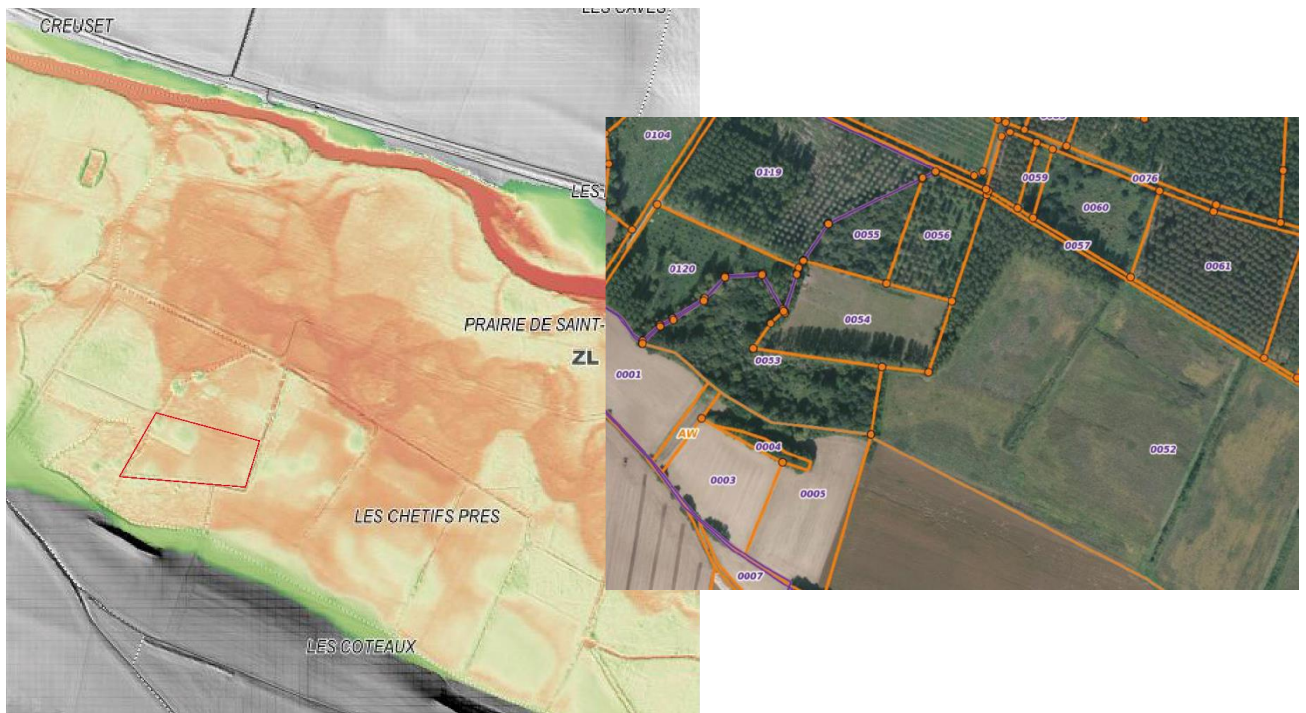 LES CAVES
CREUSET
LES
PRAIRIE DE SAINT-
ZL
LES CHETIFS PRES
LES COTEAUX
0104
0119
0059
0076
0060
0055
0056
0057
0061
0120
0054
0053
0001
AW
0004
0052
0003
0005
0007